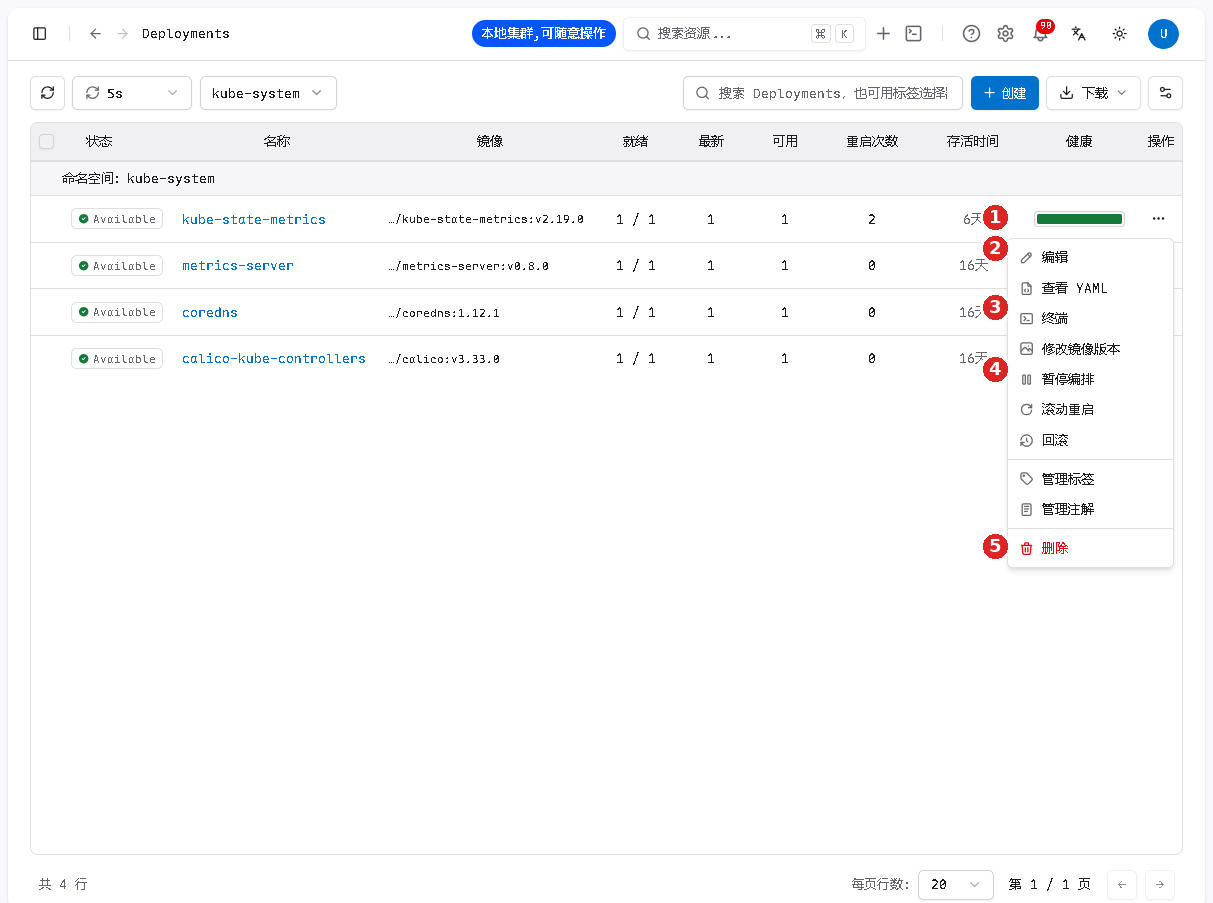 Deployments 本地集群,可随意操作 搜索资源... ⌘ K 98 U
5s kube-system 搜索 Deployments, 也可用标签选择 创建 下载
状态 名称 镜像 就绪 最新 可用 重启次数 存活时间 健康 操作
命名空间: kube-system
Available kube-state-metrics …/kube-state-metrics:v2.19.0 1 / 1 1 1 2 6天 1 ···
2
Available metrics-server …/metrics-server:v0.8.0 1 / 1 1 1 0 16天
编辑
查看 YAML
Available coredns …/coredns:1.12.1 1 / 1 1 1 0 16天 3
终端
修改镜像版本
Available calico-kube-controllers …/calico:v3.33.0 1 / 1 1 1 0 16天
4
暂停编排
滚动重启
回滚
管理标签
管理注解
5 删除
共 4 行 每页行数: 20 第 1 / 1 页